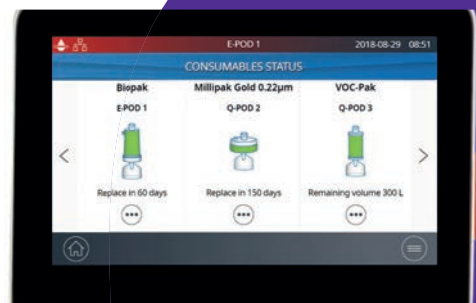 E-POD 1 2018-08-29 08:51
CONSUMABLES STATUS
Biopak Millipak Gold 0.22µm VOC-Pak
E-POD 1 Q-POD 2 Q-POD 3
Replace in 60 days Replace in 150 days Remaining volume 300 L